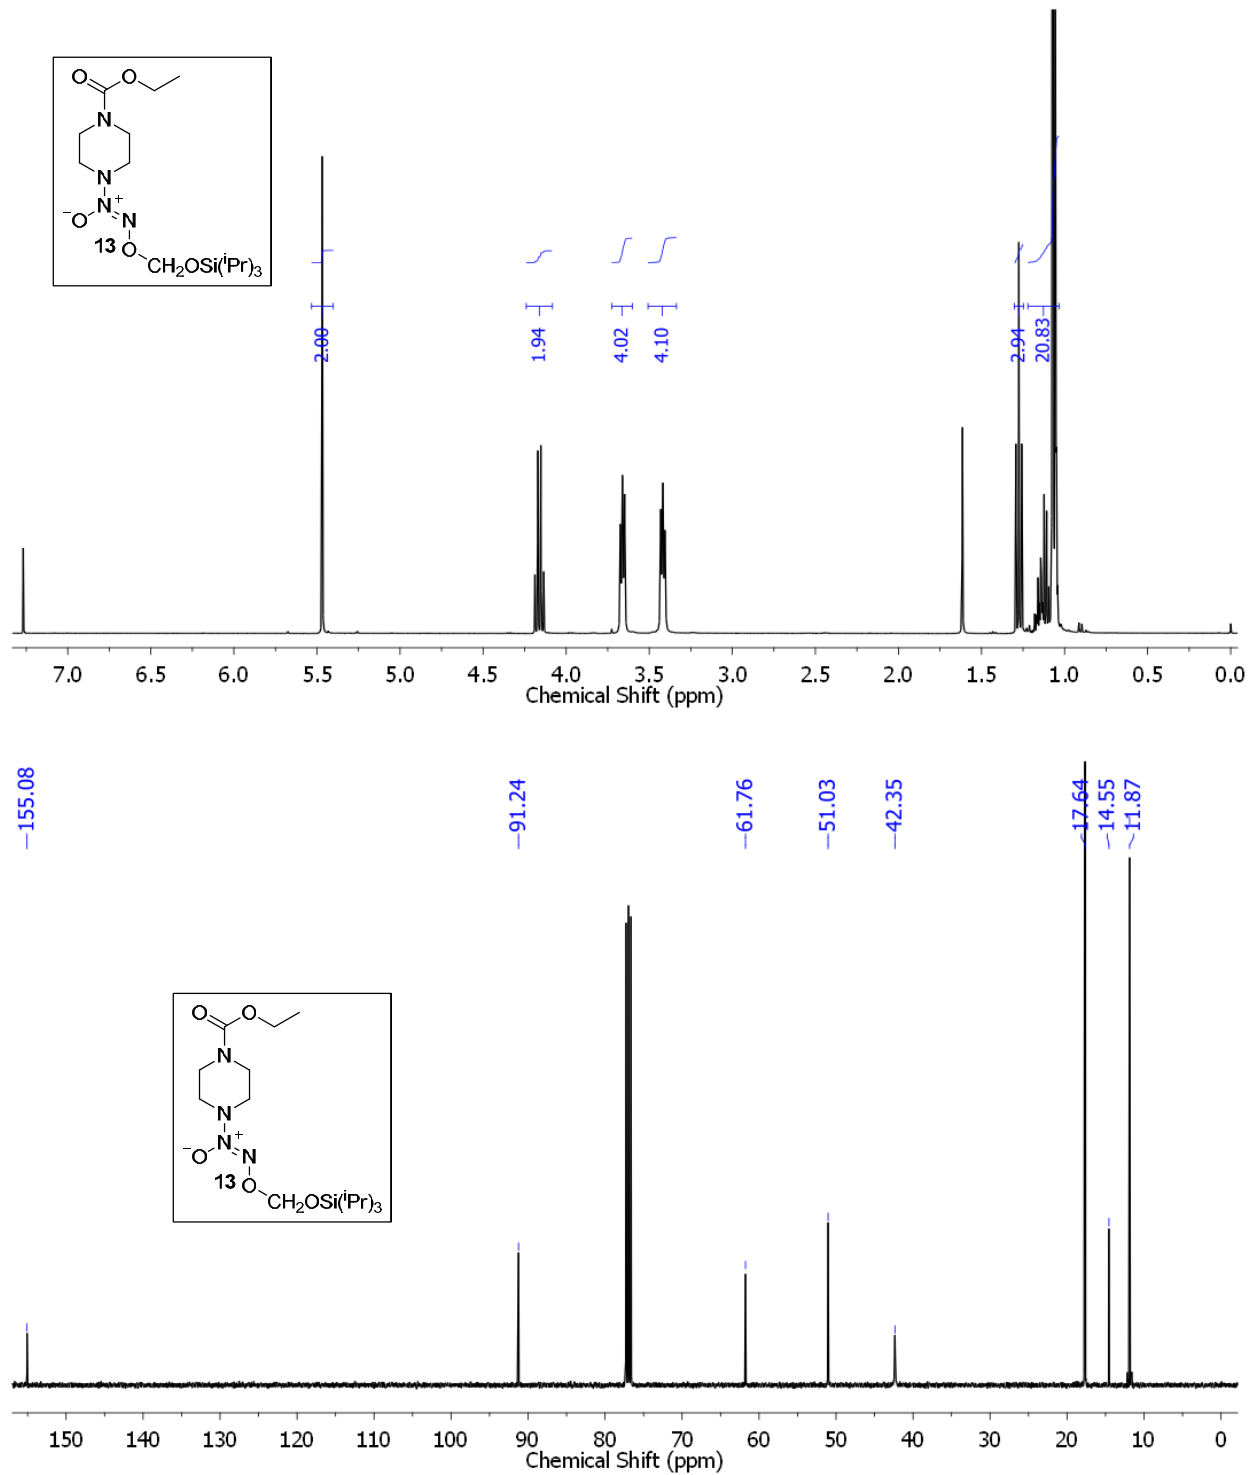 O O
N
N
N +
- O N
13 O
CH2OSi(iPr)3
2.00
1.94
4.02
4.10
2.94
20.83
7.0 6.5 6.0 5.5 5.0 4.5 4.0 3.5 3.0 2.5 2.0 1.5 1.0 0.5 0.0
Chemical Shift (ppm)
155.08
91.24
61.76
51.03
42.35
17.64
14.55
11.87
O O
N
N
N +
- O N
13 O
CH2OSi(iPr)3
150 140 130 120 110 100 90 80 70 60 50 40 30 20 10 0
Chemical Shift (ppm)